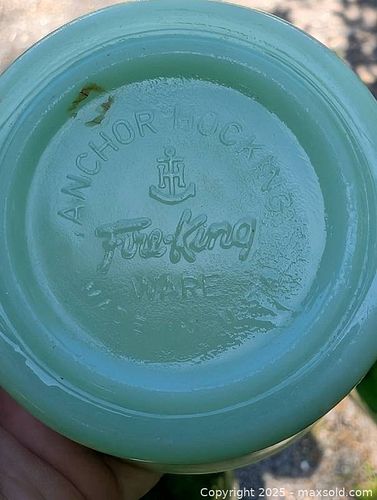 ANCHOR HOCKING
Fire-King
WARE
Copyright 2025 - maxsold.com